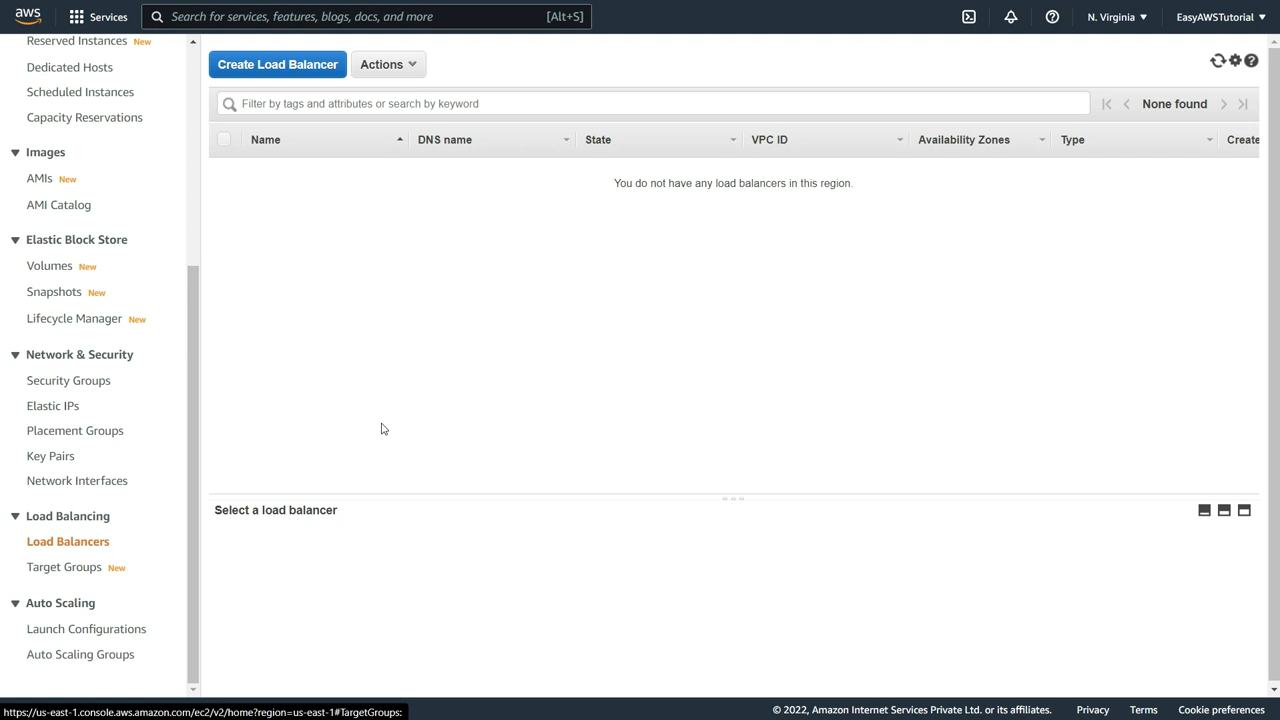 aws
Services
Search for services, features, blogs, docs, and more
[Alt+S]
N. Virginia
EasyAWSTutorial
Reserved Instances New
Dedicated Hosts
Scheduled Instances
Capacity Reservations
Images
AMIs New
AMI Catalog
Elastic Block Store
Volumes New
Snapshots New
Lifecycle Manager New
Network & Security
Security Groups
Elastic IPs
Placement Groups
Key Pairs
Network Interfaces
Load Balancing
Load Balancers
Target Groups New
Auto Scaling
Launch Configurations
Auto Scaling Groups
Create Load Balancer
Actions
Filter by tags and attributes or search by keyword
None found
Name
DNS name
State
VPC ID
Availability Zones
Type
Create
You do not have any load balancers in this region.
Select a load balancer
https://us-east-1.console.aws.amazon.com/ec2/v2/home?region=us-east-1#TargetGroups:
© 2022, Amazon Internet Services Private Ltd. or its affiliates.
Privacy
Terms
Cookie preferences